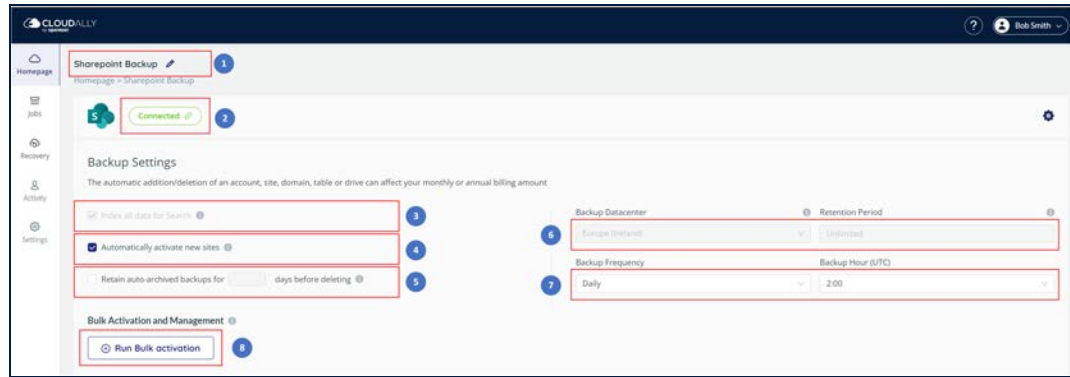 CLOUDALLY
by opentext
?
Bob Smith
Homepage
Jobs
Recovery
Activity
Settings
Sharepoint Backup
1
Homepage > Sharepoint Backup
S
Connected
2
Backup Settings
The automatic addition/deletion of an account, site, domain, table or drive can affect your monthly or annual billing amount
Index all data for Search
3
Automatically activate new sites
4
Retain auto-archived backups for days before deleting
5
Backup Datacenter
Retention Period
6
Europe (Ireland)
Unlimited
Backup Frequency
Backup Hour (UTC)
7
Daily
2:00
Bulk Activation and Management
Run Bulk activation
8